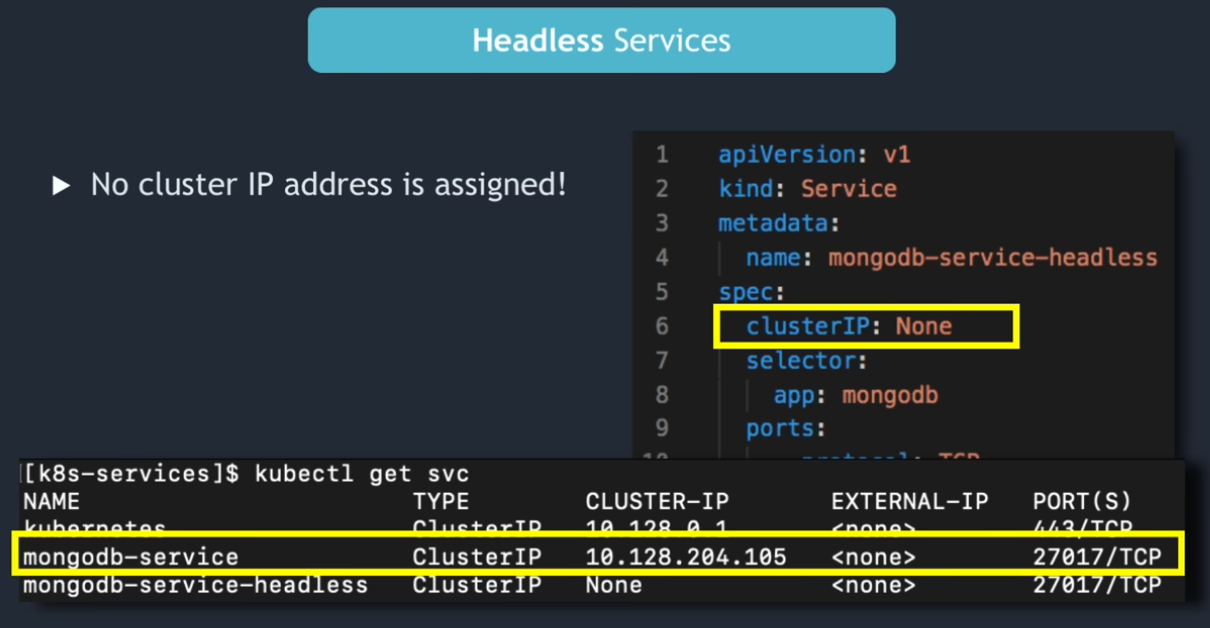 Headless Services
▶ No cluster IP address is assigned!
1 apiVersion: v1
2 kind: Service
3 metadata:
4 name: mongodb-service-headless
5 spec:
6 clusterIP: None
7 selector:
8 app: mongodb
9 ports:
10 protocol: TCP
[k8s-services]$ kubectl get svc
NAME TYPE CLUSTER-IP EXTERNAL-IP PORT(S)
kubernetes ClusterIP 10.128.0.1 <none> 443/TCP
mongodb-service ClusterIP 10.128.204.105 <none> 27017/TCP
mongodb-service-headless ClusterIP None <none> 27017/TCP